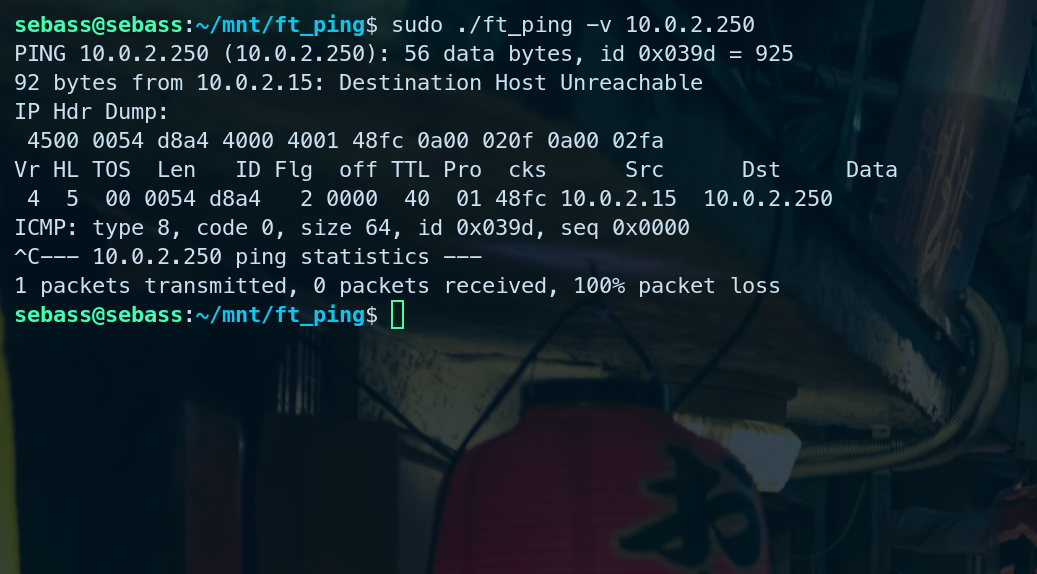 sebass@sebass:~/mnt/ft_ping$ sudo ./ft_ping -v 10.0.2.250
PING 10.0.2.250 (10.0.2.250): 56 data bytes, id 0x039d = 925
92 bytes from 10.0.2.15: Destination Host Unreachable
IP Hdr Dump:
 4500 0054 d8a4 4000 4001 48fc 0a00 020f 0a00 02fa
Vr HL TOS  Len   ID Flg  off TTL Pro  cks      Src      Dst     Data
 4  5  00 0054 d8a4   2 0000  40  01 48fc 10.0.2.15  10.0.2.250
ICMP: type 8, code 0, size 64, id 0x039d, seq 0x0000
^C--- 10.0.2.250 ping statistics ---
1 packets transmitted, 0 packets received, 100% packet loss
sebass@sebass:~/mnt/ft_ping$
お